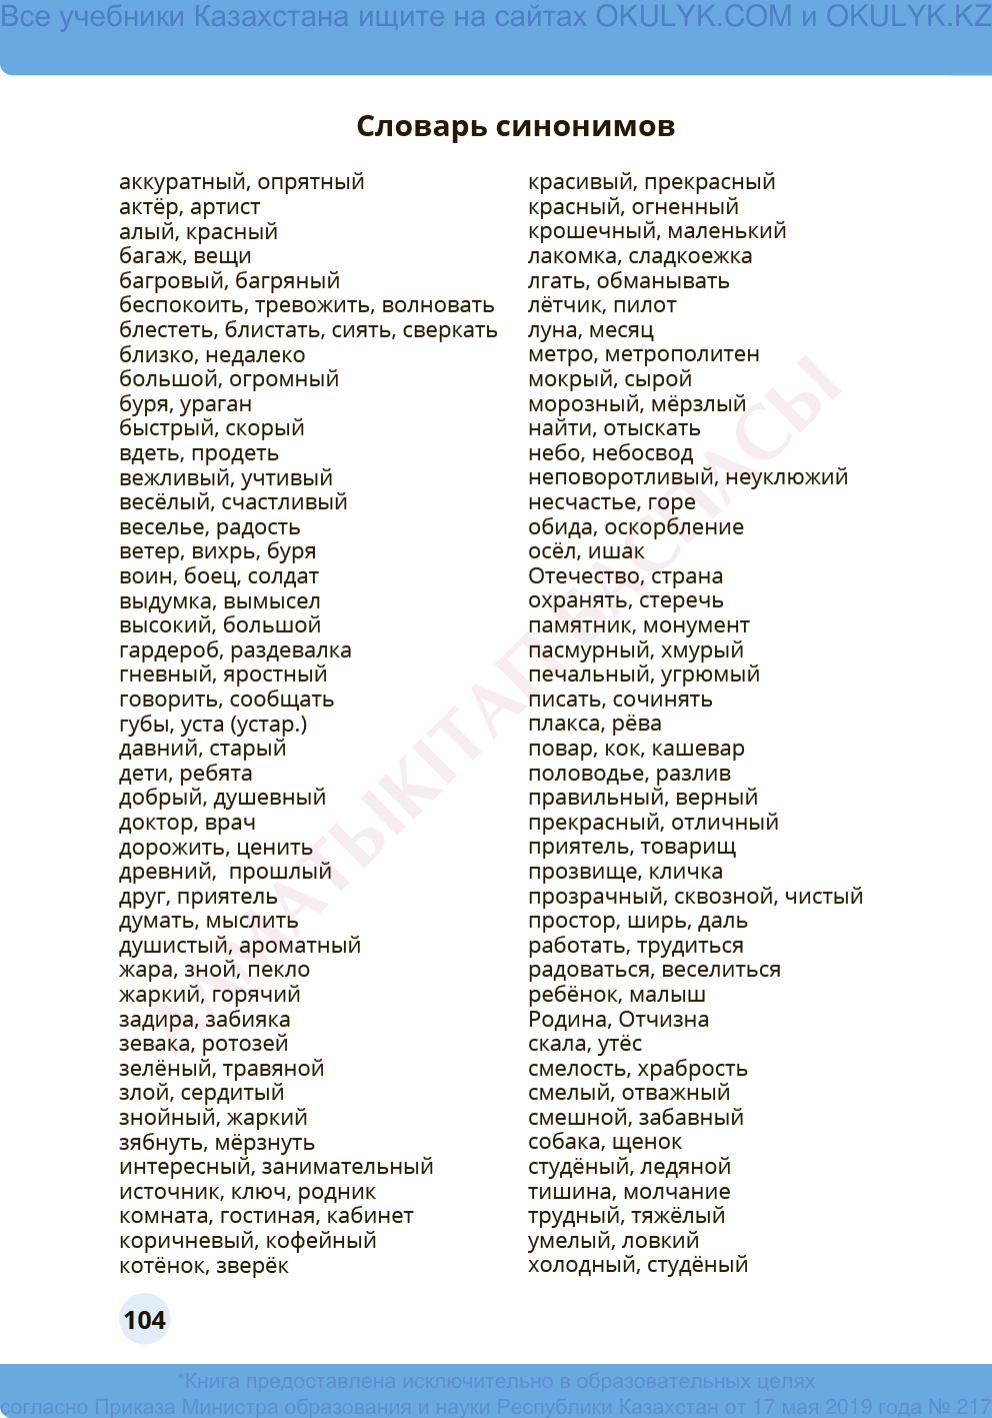 Все учебники Казахстана ищите на сайтах OKULYK.COM и OKULYK.KZ
Словарь синонимов
аккуратный, опрятный
актёр, артист
алый, красный
багаж, вещи
багровый, багряный
беспокоить, тревожить, волновать
блестеть, блистать, сиять, сверкать
близко, недалеко
большой, огромный
буря, ураган
быстрый, скорый
вдеть, продеть
вежливый, учтивый
весёлый, счастливый
веселье, радость
ветер, вихрь, буря
воин, боец, солдат
выдумка, вымысел
высокий, большой
гардероб, раздевалка
гневный, яростный
говорить, сообщать
губы, уста (устар.)
давний, старый
дети, ребята
добрый, душевный
доктор, врач
дорожить, ценить
древний, прошлый
друг, приятель
думать, мыслить
душистый, ароматный
жара, зной, пекло
жаркий, горячий
задира, забияка
зевака, ротозей
зелёный, травяной
злой, сердитый
знойный, жаркий
зябнуть, мёрзнуть
интересный, занимательный
источник, ключ, родник
комната, гостиная, кабинет
коричневый, кофейный
котёнок, зверёк
красивый, прекрасный
красный, огненный
крошечный, маленький
лакомка, сладкоежка
лгать, обманывать
лётчик, пилот
луна, месяц
метро, метрополитен
мокрый, сырой
морозный, мёрзлый
найти, отыскать
небо, небосвод
неповоротливый, неуклюжий
несчастье, горе
обида, оскорбление
осёл, ишак
Отечество, страна
охранять, стеречь
памятник, монумент
пасмурный, хмурый
печальный, угрюмый
писать, сочинять
плакса, рёва
повар, кок, кашевар
половодье, разлив
правильный, верный
прекрасный, отличный
приятель, товарищ
прозвище, кличка
прозрачный, сквозной, чистый
простор, ширь, даль
работать, трудиться
радоваться, веселиться
ребёнок, малыш
Родина, Отчизна
скала, утёс
смелость, храбрость
смелый, отважный
смешной, забавный
собака, щенок
студёный, ледяной
тишина, молчание
трудный, тяжёлый
умелый, ловкий
холодный, студёный
АЛМАТЫКІТАП БАСПАСЫ
104
*Книга предоставлена исключительно в образовательных целях
согласно Приказа Министра образования и науки Республики Казахстан от 17 мая 2019 года № 217